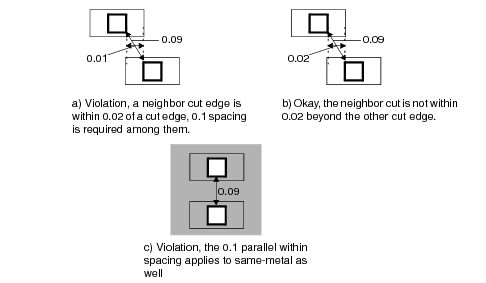 0.09
0.01
0.09
0.02
a) Violation, a neighbor cut edge is
within 0.02 of a cut edge, 0.1 spacing
is required among them.
b) Okay, the neighbor cut is not within
0.02 beyond the other cut edge.
0.09
c) Violation, the 0.1 parallel within
spacing applies to same-metal as
well